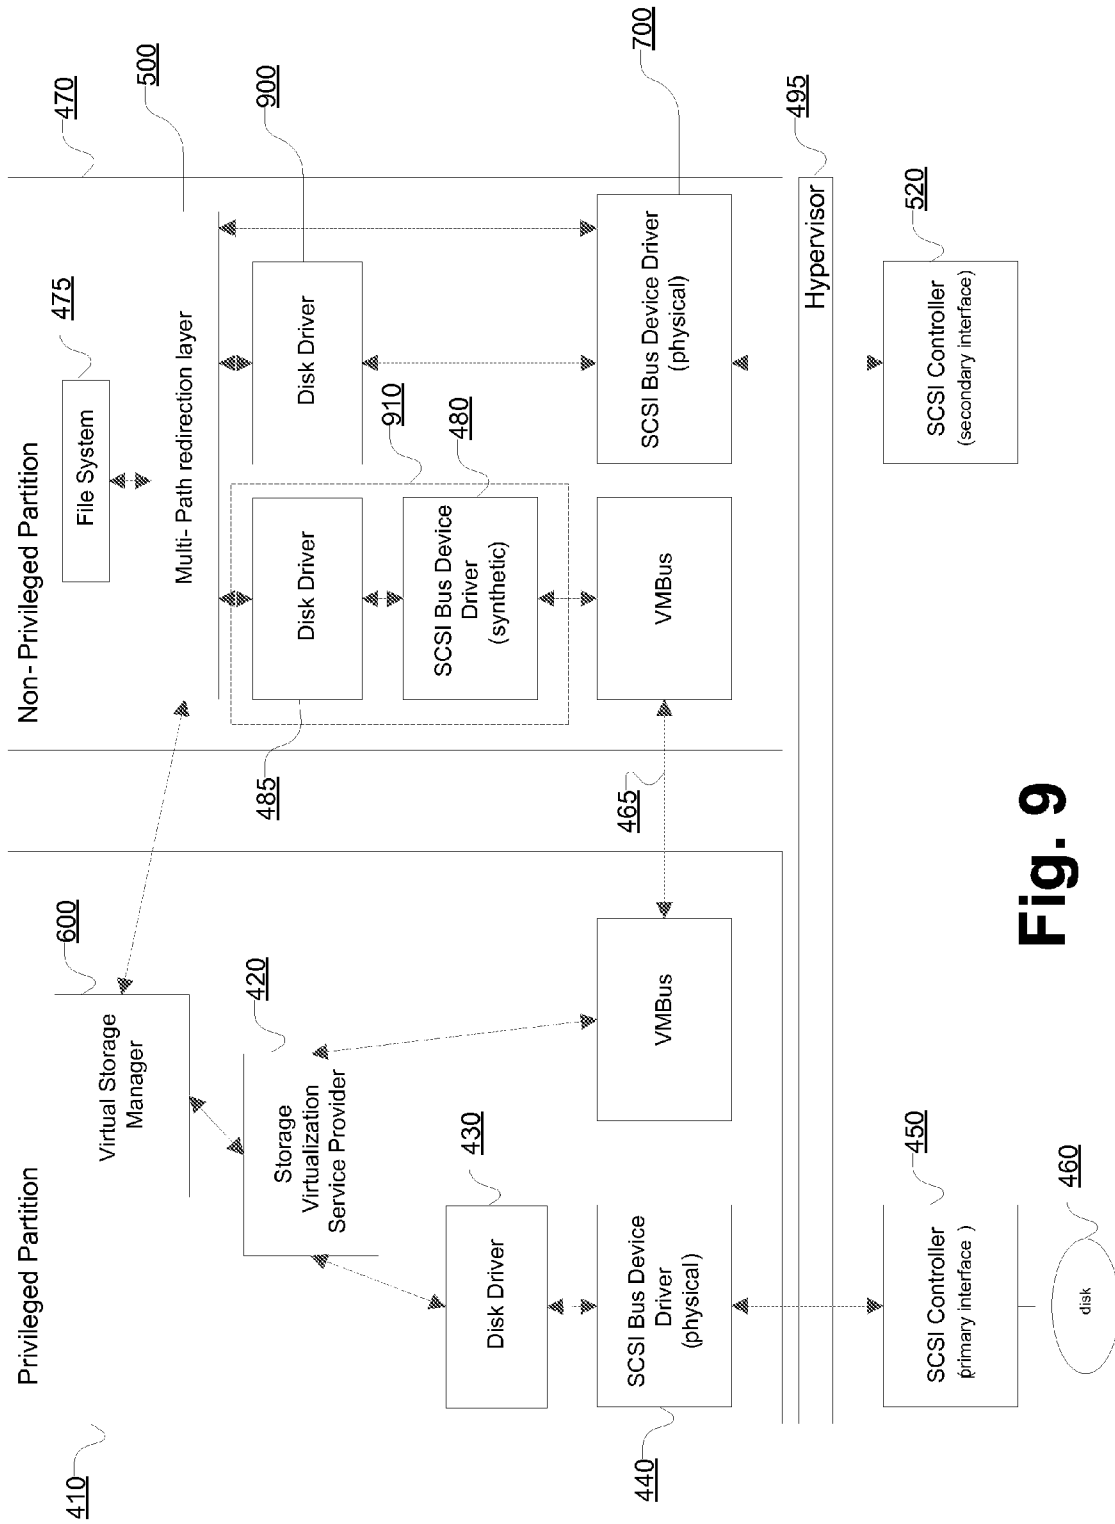 Privileged Partition
Non - Privileged Partition
410
Virtual Storage
Manager
600
File System
475
470
Multi- Path redirection layer
500
Storage
Virtualization
Service Provider
420
Disk Driver
485
Disk Driver
900
910
SCSI Bus Device
Driver
(synthetic)
480
Disk Driver
430
SCSI Bus Device
Driver
(physical)
440
VMBus
465
VMBus
SCSI Bus Device Driver
(physical)
700
Hypervisor
495
SCSI Controller
(primary interface )
450
SCSI Controller
(secondary interface)
520
disk
460
Fig. 9